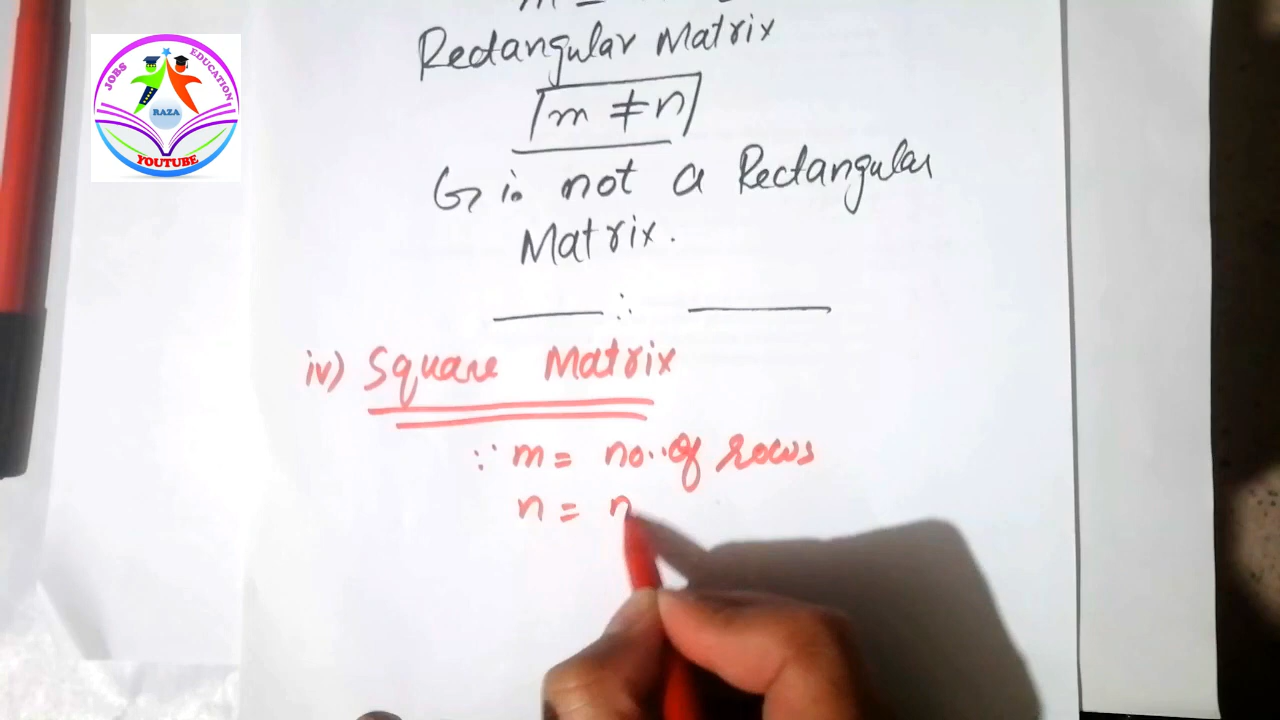 JOBS
EDUCATION
RAZA
YOUTUBE
Rectangular Matrix
m ≠ n
G is not a Rectangular
Matrix.
∴
iv) Square Matrix
∵ m = no. of rows
n = n